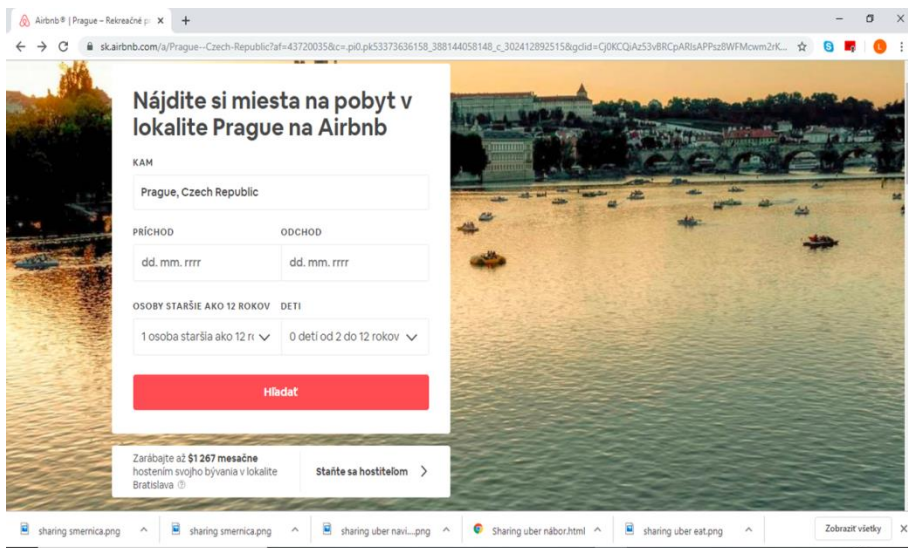 Airbnb® | Prague – Rekreačné pr
sk.airbnb.com/a/Prague--Czech-Republic?af=43720035&c=.pi0.pk53373636158_388144058148_c_302412892515&gclid=Cj0KCQiAz53vBRCpARIsAPPsz8WFMcwm2rK...
Nájdite si miesta na pobyt v
lokalite Prague na Airbnb
KAM
Prague, Czech Republic
PRÍCHOD ODCHOD
dd. mm. rrrr dd. mm. rrrr
OSOBY STARŠIE AKO 12 ROKOV DETI
1 osoba staršia ako 12 rc 0 detí od 2 do 12 rokov
Hľadať
Zarábajte až $1 267 mesačne
hostením svojho bývania v lokalite
Bratislava
Staňte sa hostiteľom
sharing smernica.png sharing smernica.png sharing uber navi....png Sharing uber nábor.html sharing uber eat.png Zobraziť všetky